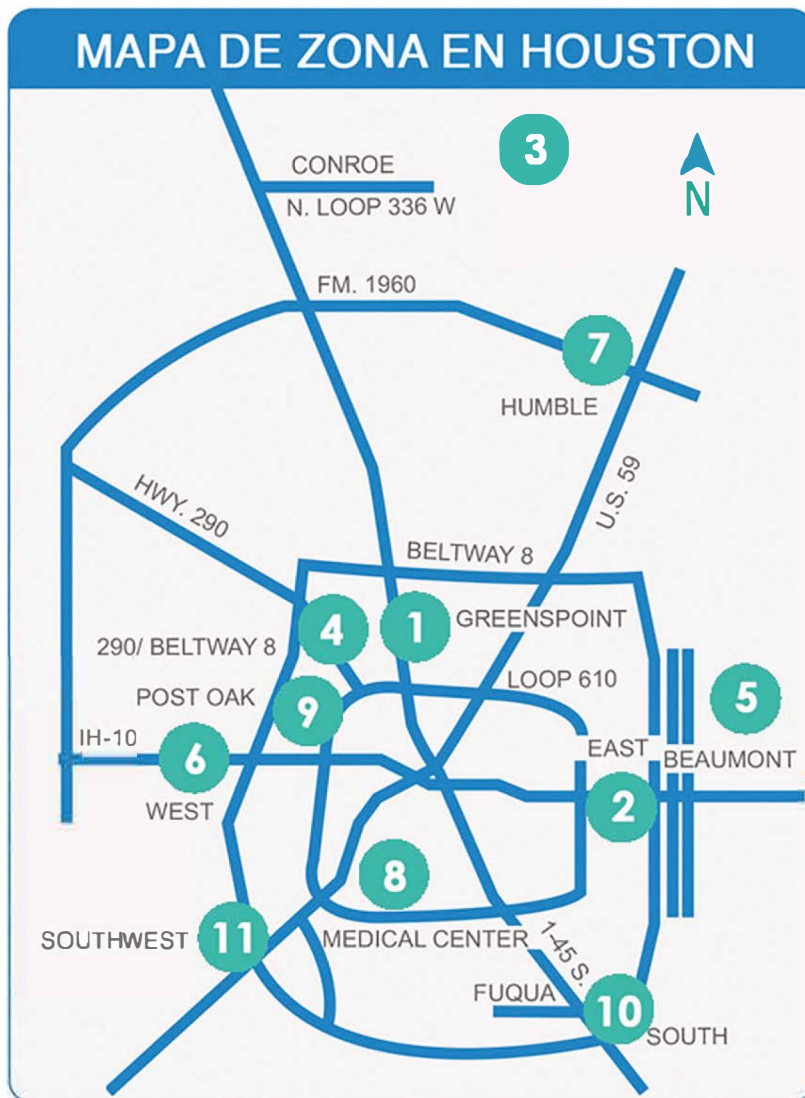 MAPA DE ZONA EN HOUSTON
3
CONROE
N
N. LOOP 336 W
FM. 1960
7
HUMBLE
U.S. 59
HWY. 290
BELTWAY 8
4
1
GREENSPOINT
290/ BELTWAY 8
LOOP 610
POST OAK
9
5
IH-10
6
EAST
BEAUMONT
WEST
2
8
SOUTHWEST
11
MEDICAL CENTER
1-45 S.
FUQUA
10
SOUTH